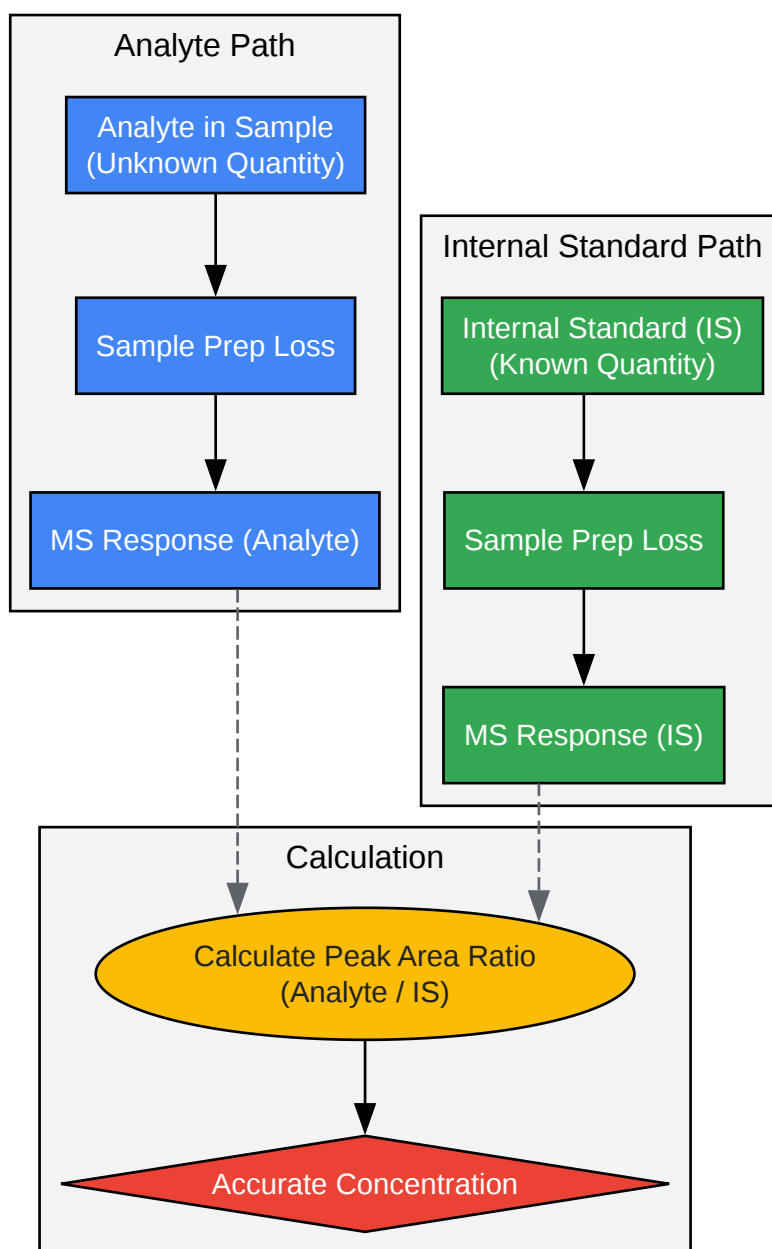 Analyte Path
Analyte in Sample
(Unknown Quantity)
Sample Prep Loss
MS Response (Analyte)
Internal Standard Path
Internal Standard (IS)
(Known Quantity)
Sample Prep Loss
MS Response (IS)
Calculation
Calculate Peak Area Ratio
(Analyte / IS)
Accurate Concentration